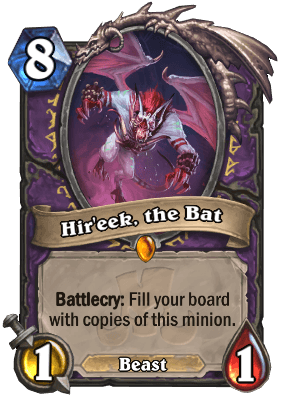 8
Hir'eek, the Bat
Battlecry: Fill your board
with copies of this minion.
1
Beast
1